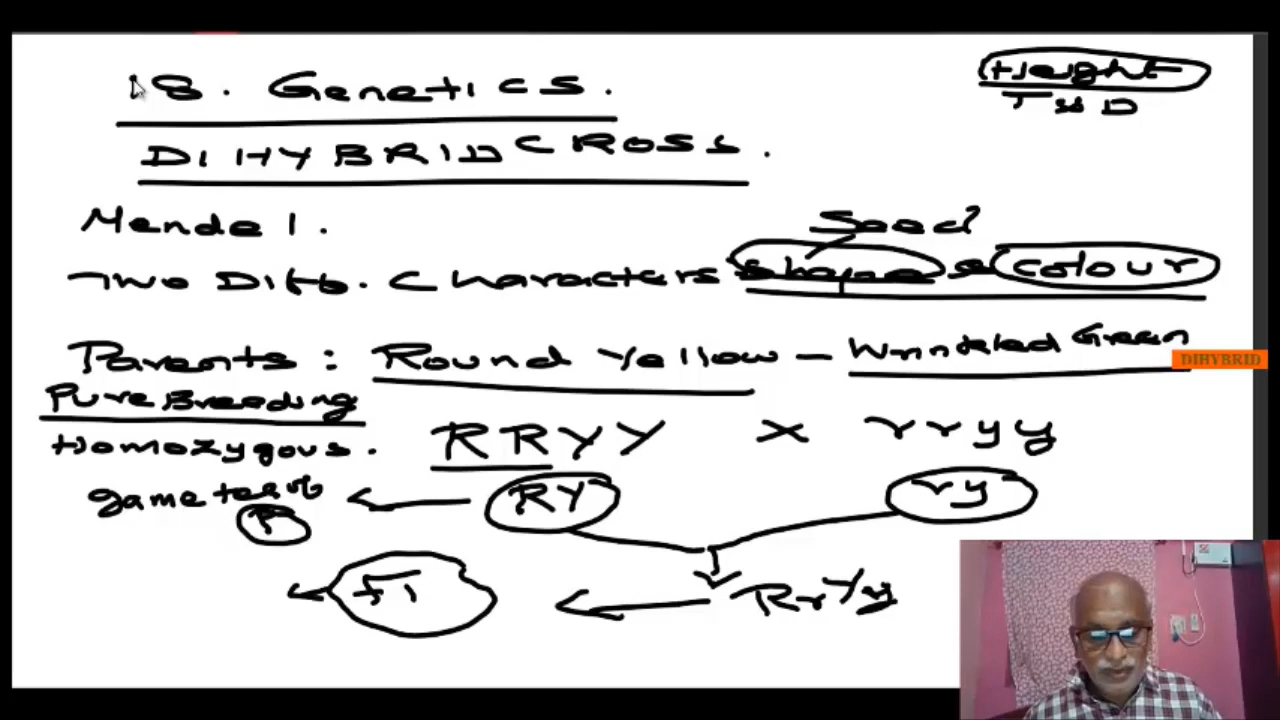 18. Genetics.
Height
T & D
DIHYBRID CROSS.
Mendel.
Seed
Two Diff. Characters shape & colour
Parents: Round Yellow - Wrinkled Green
DIHYBRID
Pure Breeding
Homozygous.
RRYY x rryy
gametes of
P
RY ry
F1
RrYy